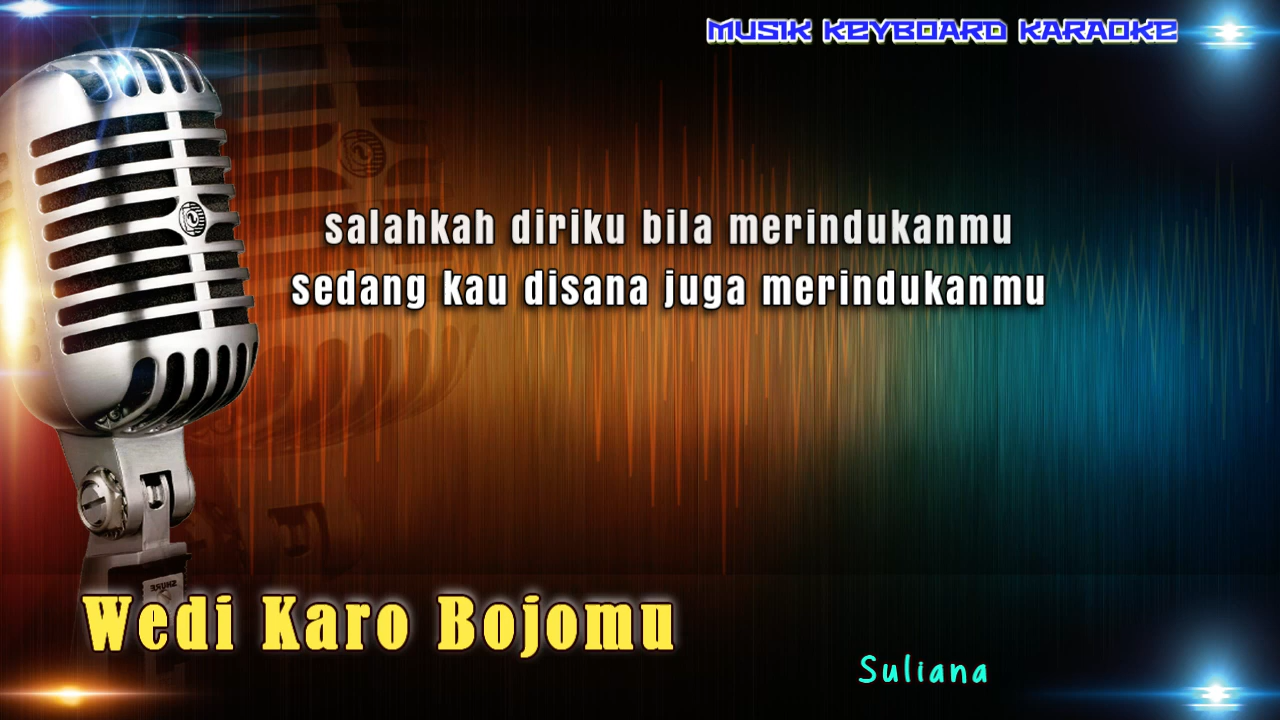 MUSIK KEYBOARD KARAOKE
salahkah diriku bila merindukanmu
sedang kau disana juga merindukanmu
Wedi Karo Bojomu
Suliana